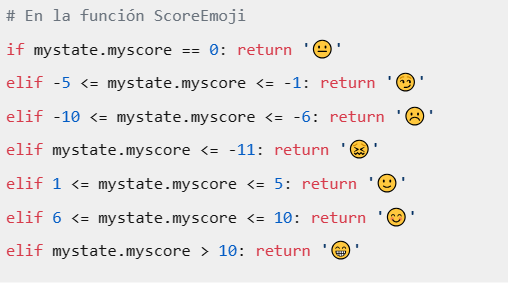 # En la función ScoreEmoji
if mystate.myscore == 0: return '😐'
elif -5 <= mystate.myscore <= -1: return '😏'
elif -10 <= mystate.myscore <= -6: return '☹️'
elif mystate.myscore <= -11: return '😖'
elif 1 <= mystate.myscore <= 5: return '🙂'
elif 6 <= mystate.myscore <= 10: return '😊'
elif mystate.myscore > 10: return '😁'